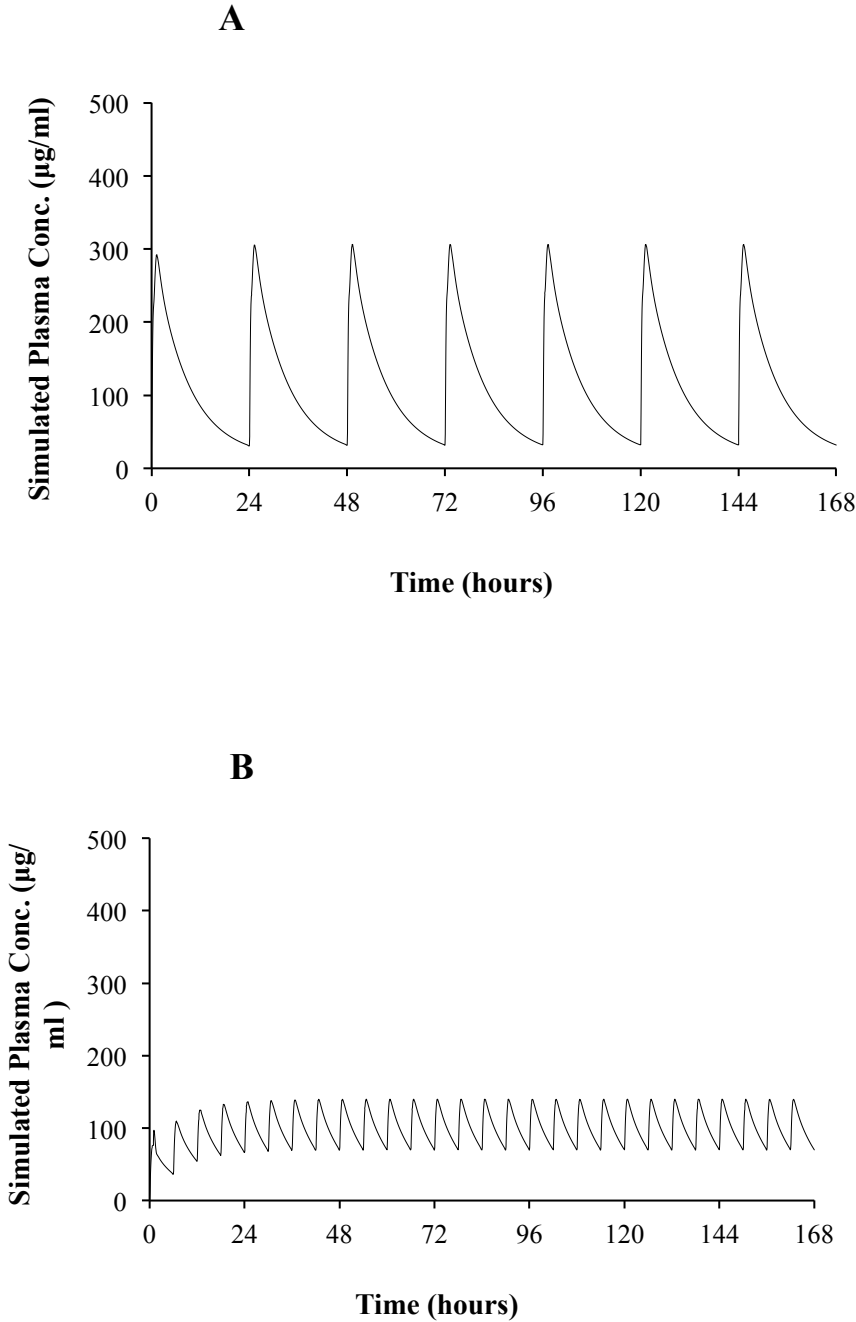 A
Simulated Plasma Conc. (µg/ml)
500
400
300
200
100
0
0 24 48 72 96 120 144 168
Time (hours)
B
Simulated Plasma Conc. (µg/
ml )
500
400
300
200
100
0
0 24 48 72 96 120 144 168
Time (hours)